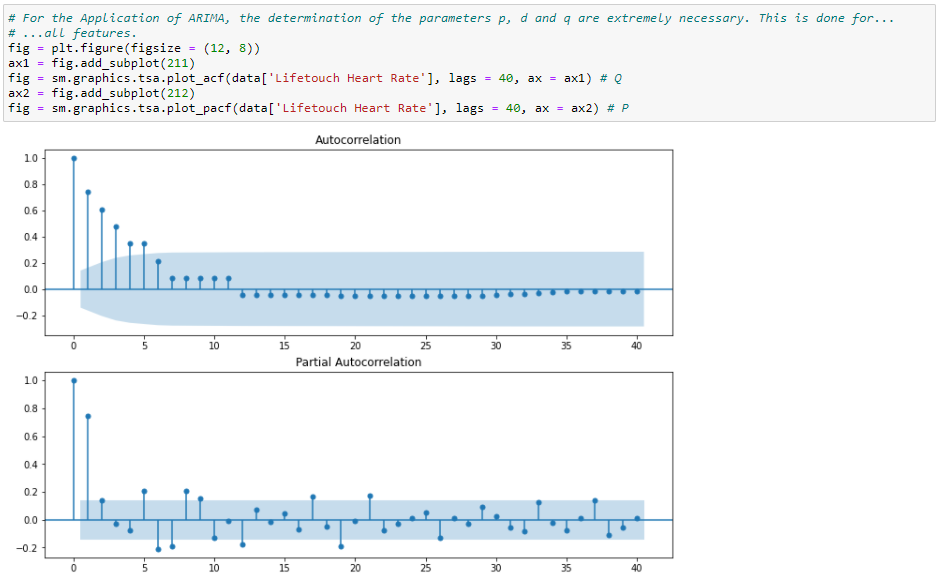 # For the Application of ARIMA, the determination of the parameters p, d and q are extremely necessary. This is done for...
# ...all features.
fig = plt.figure(figsize = (12, 8))
ax1 = fig.add_subplot(211)
fig = sm.graphics.tsa.plot_acf(data['Lifetouch Heart Rate'], lags = 40, ax = ax1) # Q
ax2 = fig.add_subplot(212)
fig = sm.graphics.tsa.plot_pacf(data['Lifetouch Heart Rate'], lags = 40, ax = ax2) # P
Autocorrelation
1.0
0.8
0.6
0.4
0.2
0.0
−0.2
0 5 10 15 20 25 30 35 40
Partial Autocorrelation
1.0
0.8
0.6
0.4
0.2
0.0
−0.2
0 5 10 15 20 25 30 35 40